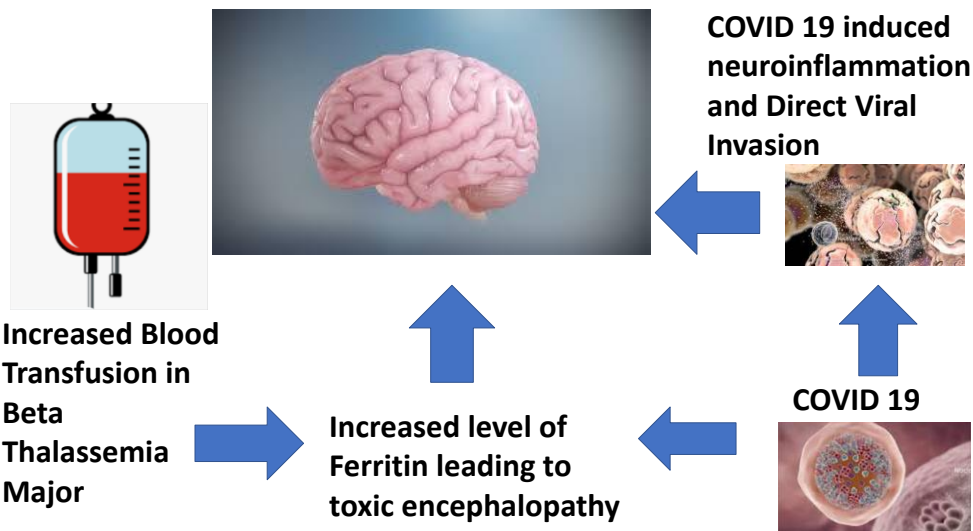 COVID 19 induced
neuroinflammation
and Direct Viral
Invasion
Increased Blood
Transfusion in
Beta
Thalassemia
Major
Increased level of
Ferritin leading to
toxic encephalopathy
COVID 19